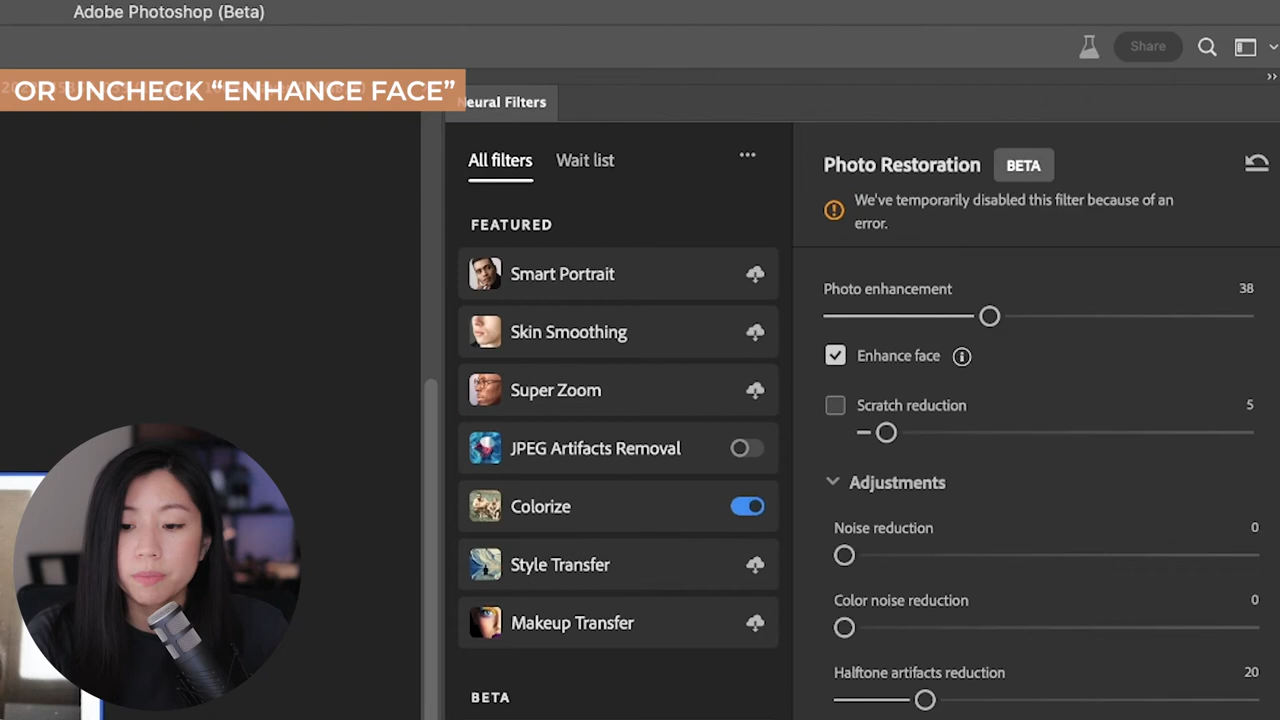 Adobe Photoshop (Beta)
Share
OR UNCHECK “ENHANCE FACE”
Neural Filters
All filters
Wait list
FEATURED
Smart Portrait
Skin Smoothing
Super Zoom
JPEG Artifacts Removal
Colorize
Style Transfer
Makeup Transfer
BETA
Photo Restoration
BETA
We've temporarily disabled this filter because of an
error.
Photo enhancement
38
Enhance face
Scratch reduction
5
Adjustments
Noise reduction
0
Color noise reduction
0
Halftone artifacts reduction
20